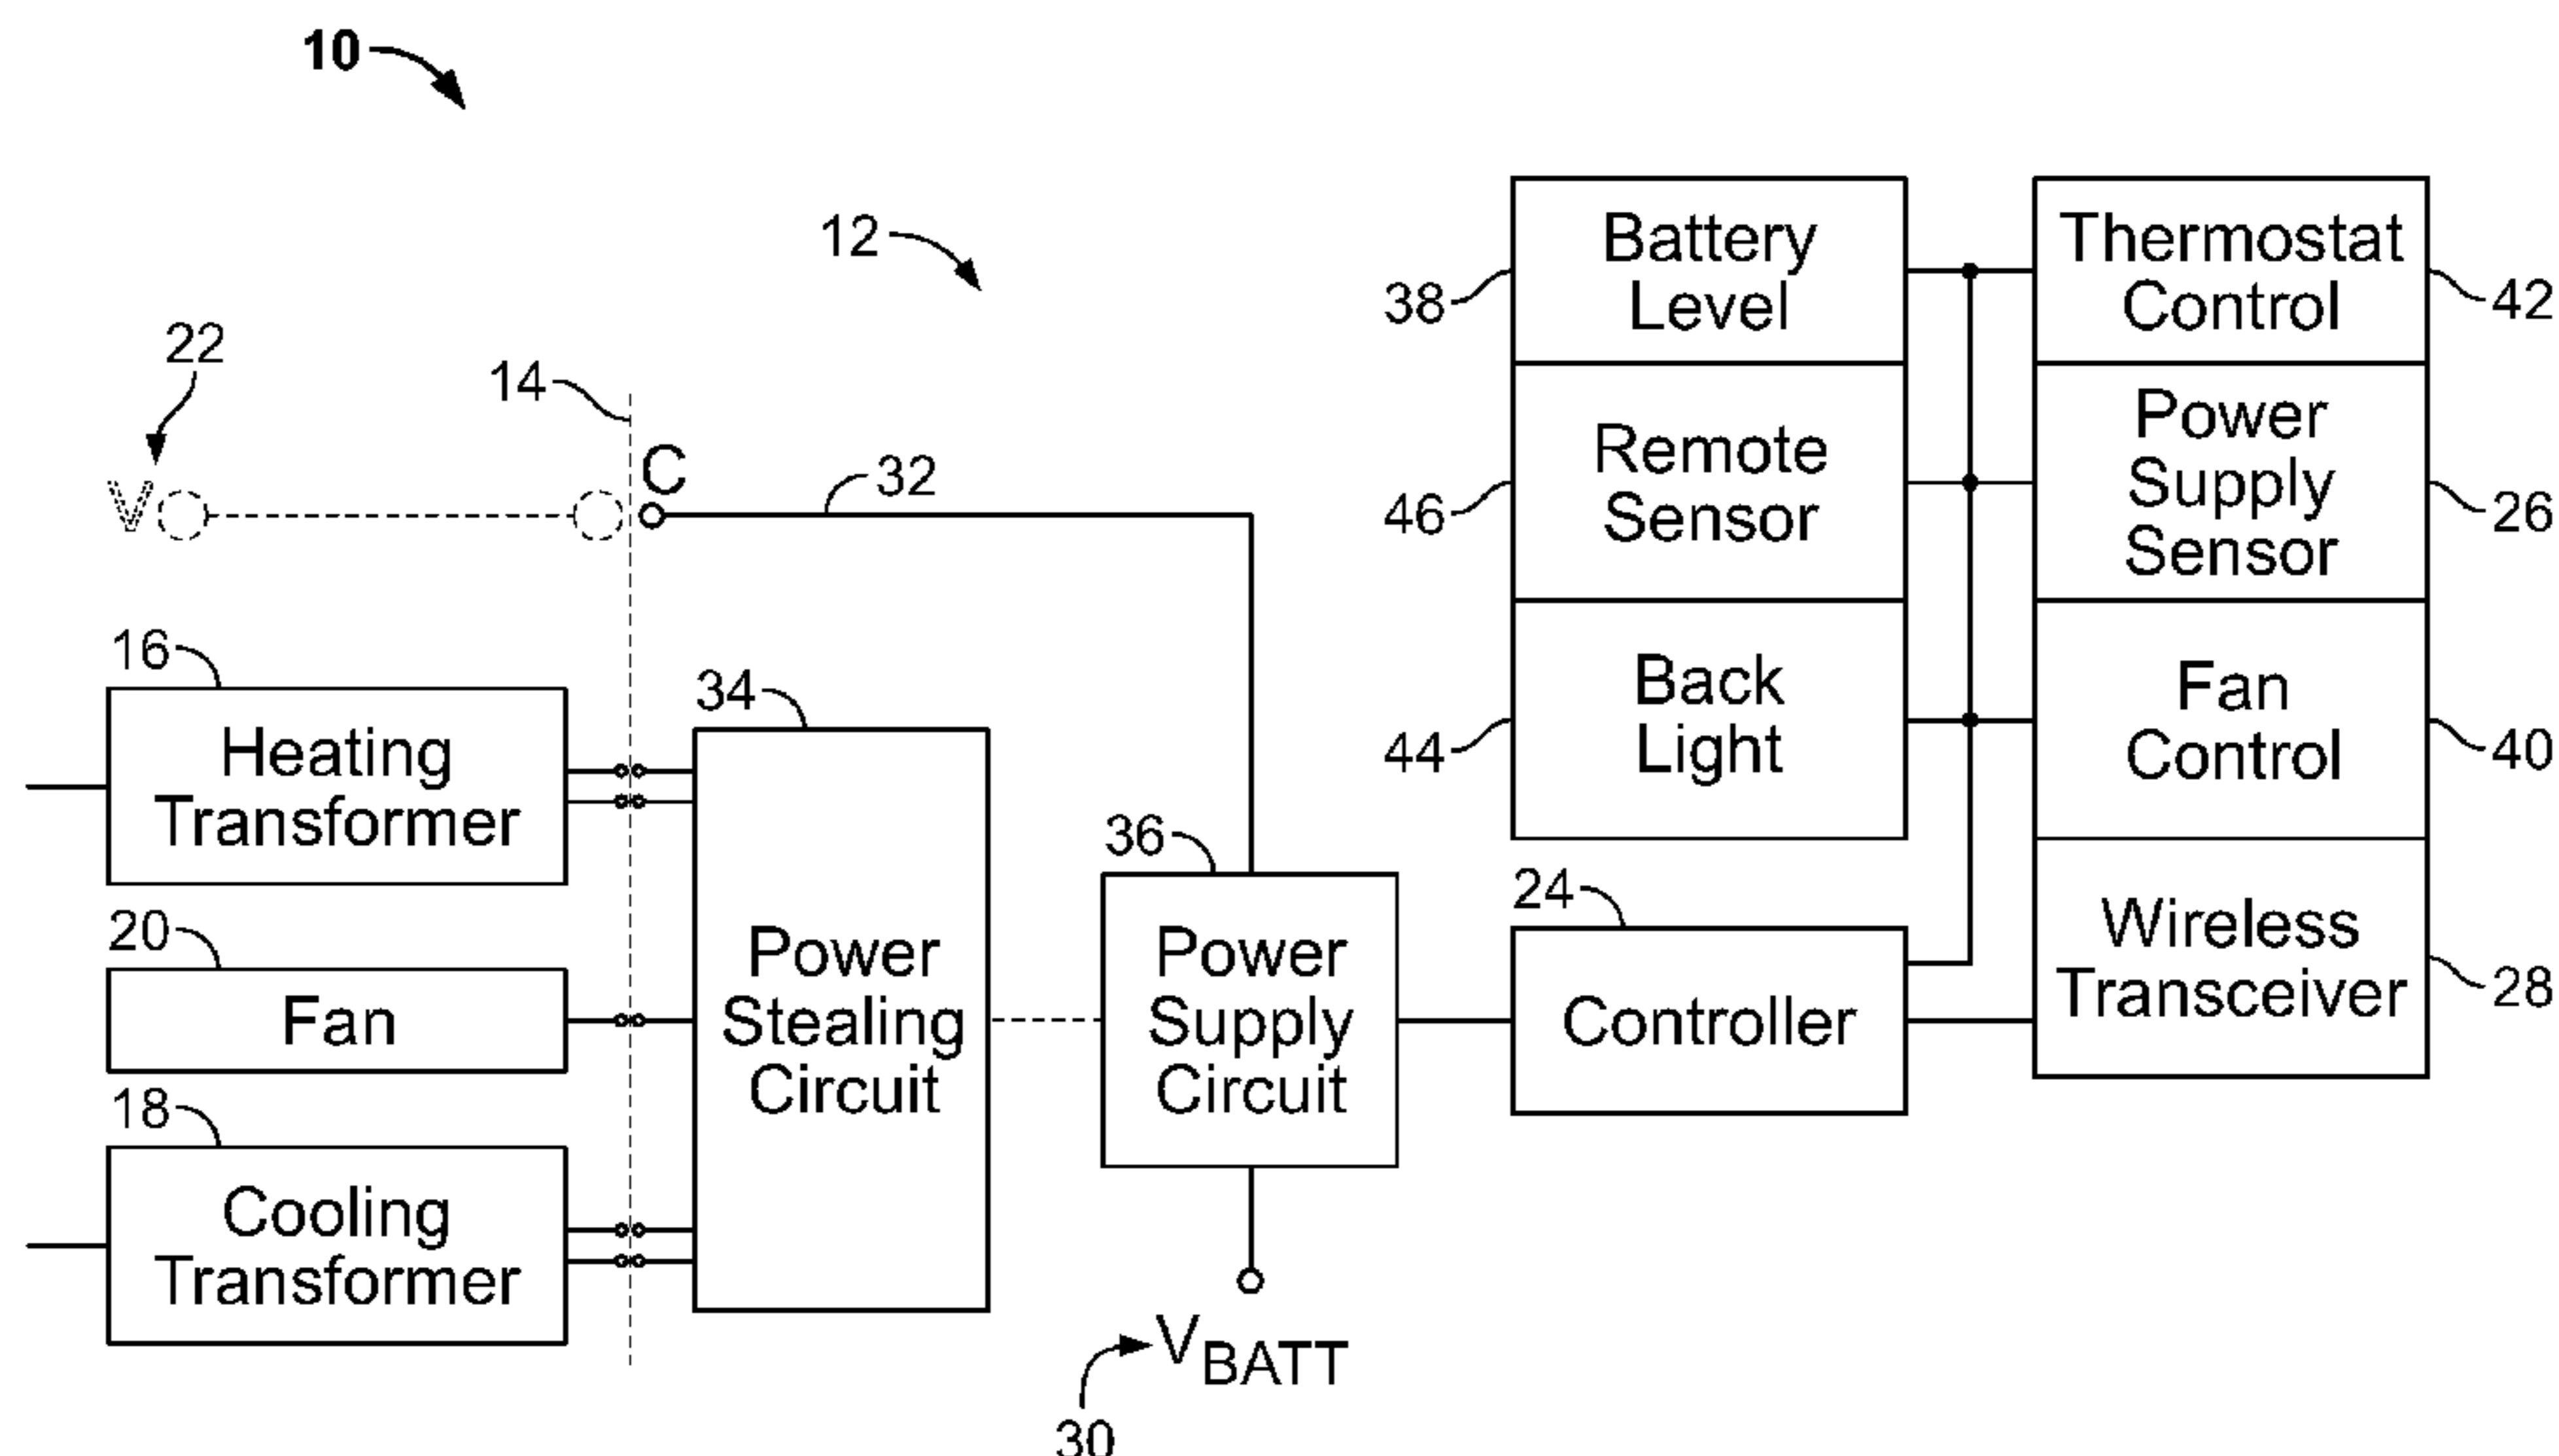 10
12
22
14
C
32
V
16
Heating
Transformer
20
Fan
18
Cooling
Transformer
34
Power
Stealing
Circuit
36
Power
Supply
Circuit
VBATT
30
24
Controller
38
Battery
Level
46
Remote
Sensor
44
Back
Light
Thermostat
Control
42
Power
Supply
Sensor
26
Fan
Control
40
Wireless
Transceiver
28